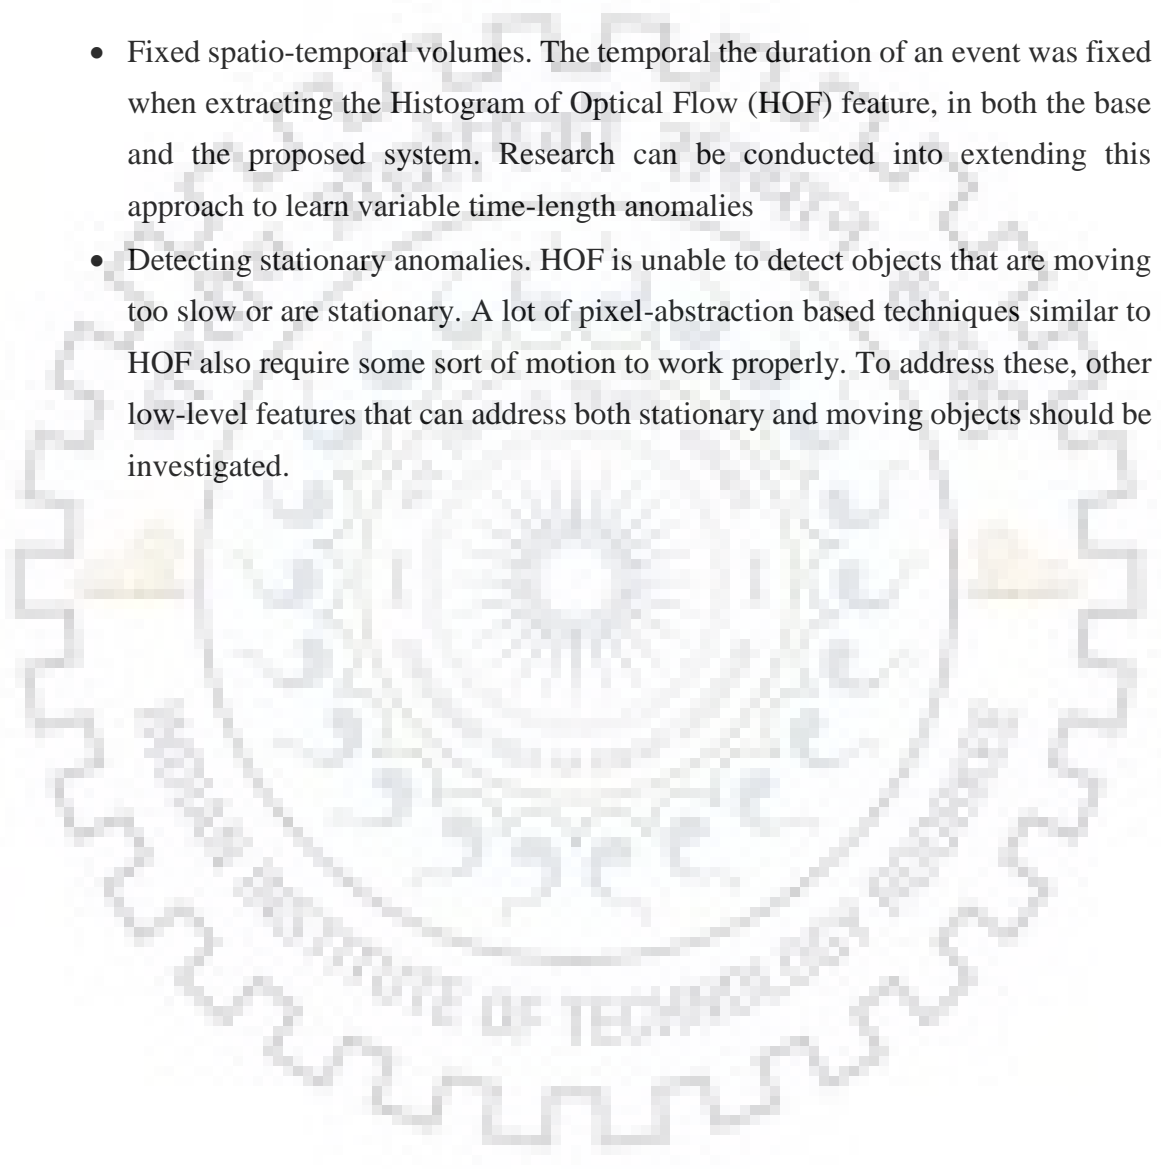 • Fixed spatio-temporal volumes. The temporal the duration of an event was fixed
when extracting the Histogram of Optical Flow (HOF) feature, in both the base
and the proposed system. Research can be conducted into extending this
approach to learn variable time-length anomalies
• Detecting stationary anomalies. HOF is unable to detect objects that are moving
too slow or are stationary. A lot of pixel-abstraction based techniques similar to
HOF also require some sort of motion to work properly. To address these, other
low-level features that can address both stationary and moving objects should be
investigated.
INSTITUTE OF TECHNOLOGY